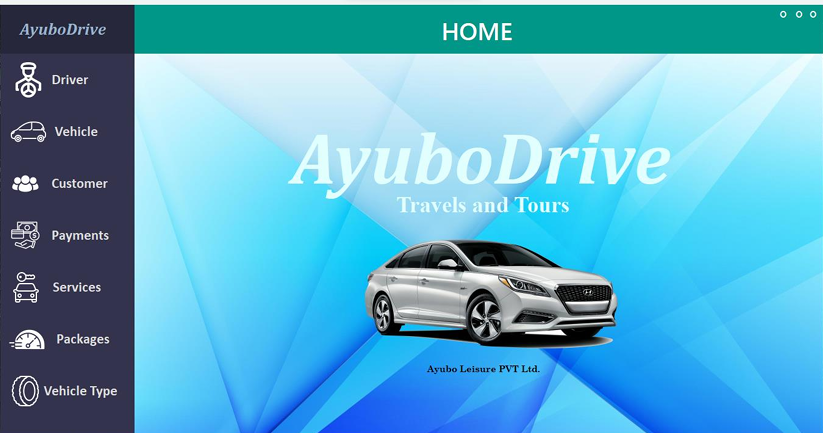 AyuboDrive
HOME
Driver
Vehicle
Customer
Payments
Services
Packages
Vehicle Type
AyuboDrive
Travels and Tours
Ayubo Leisure PVT Ltd.